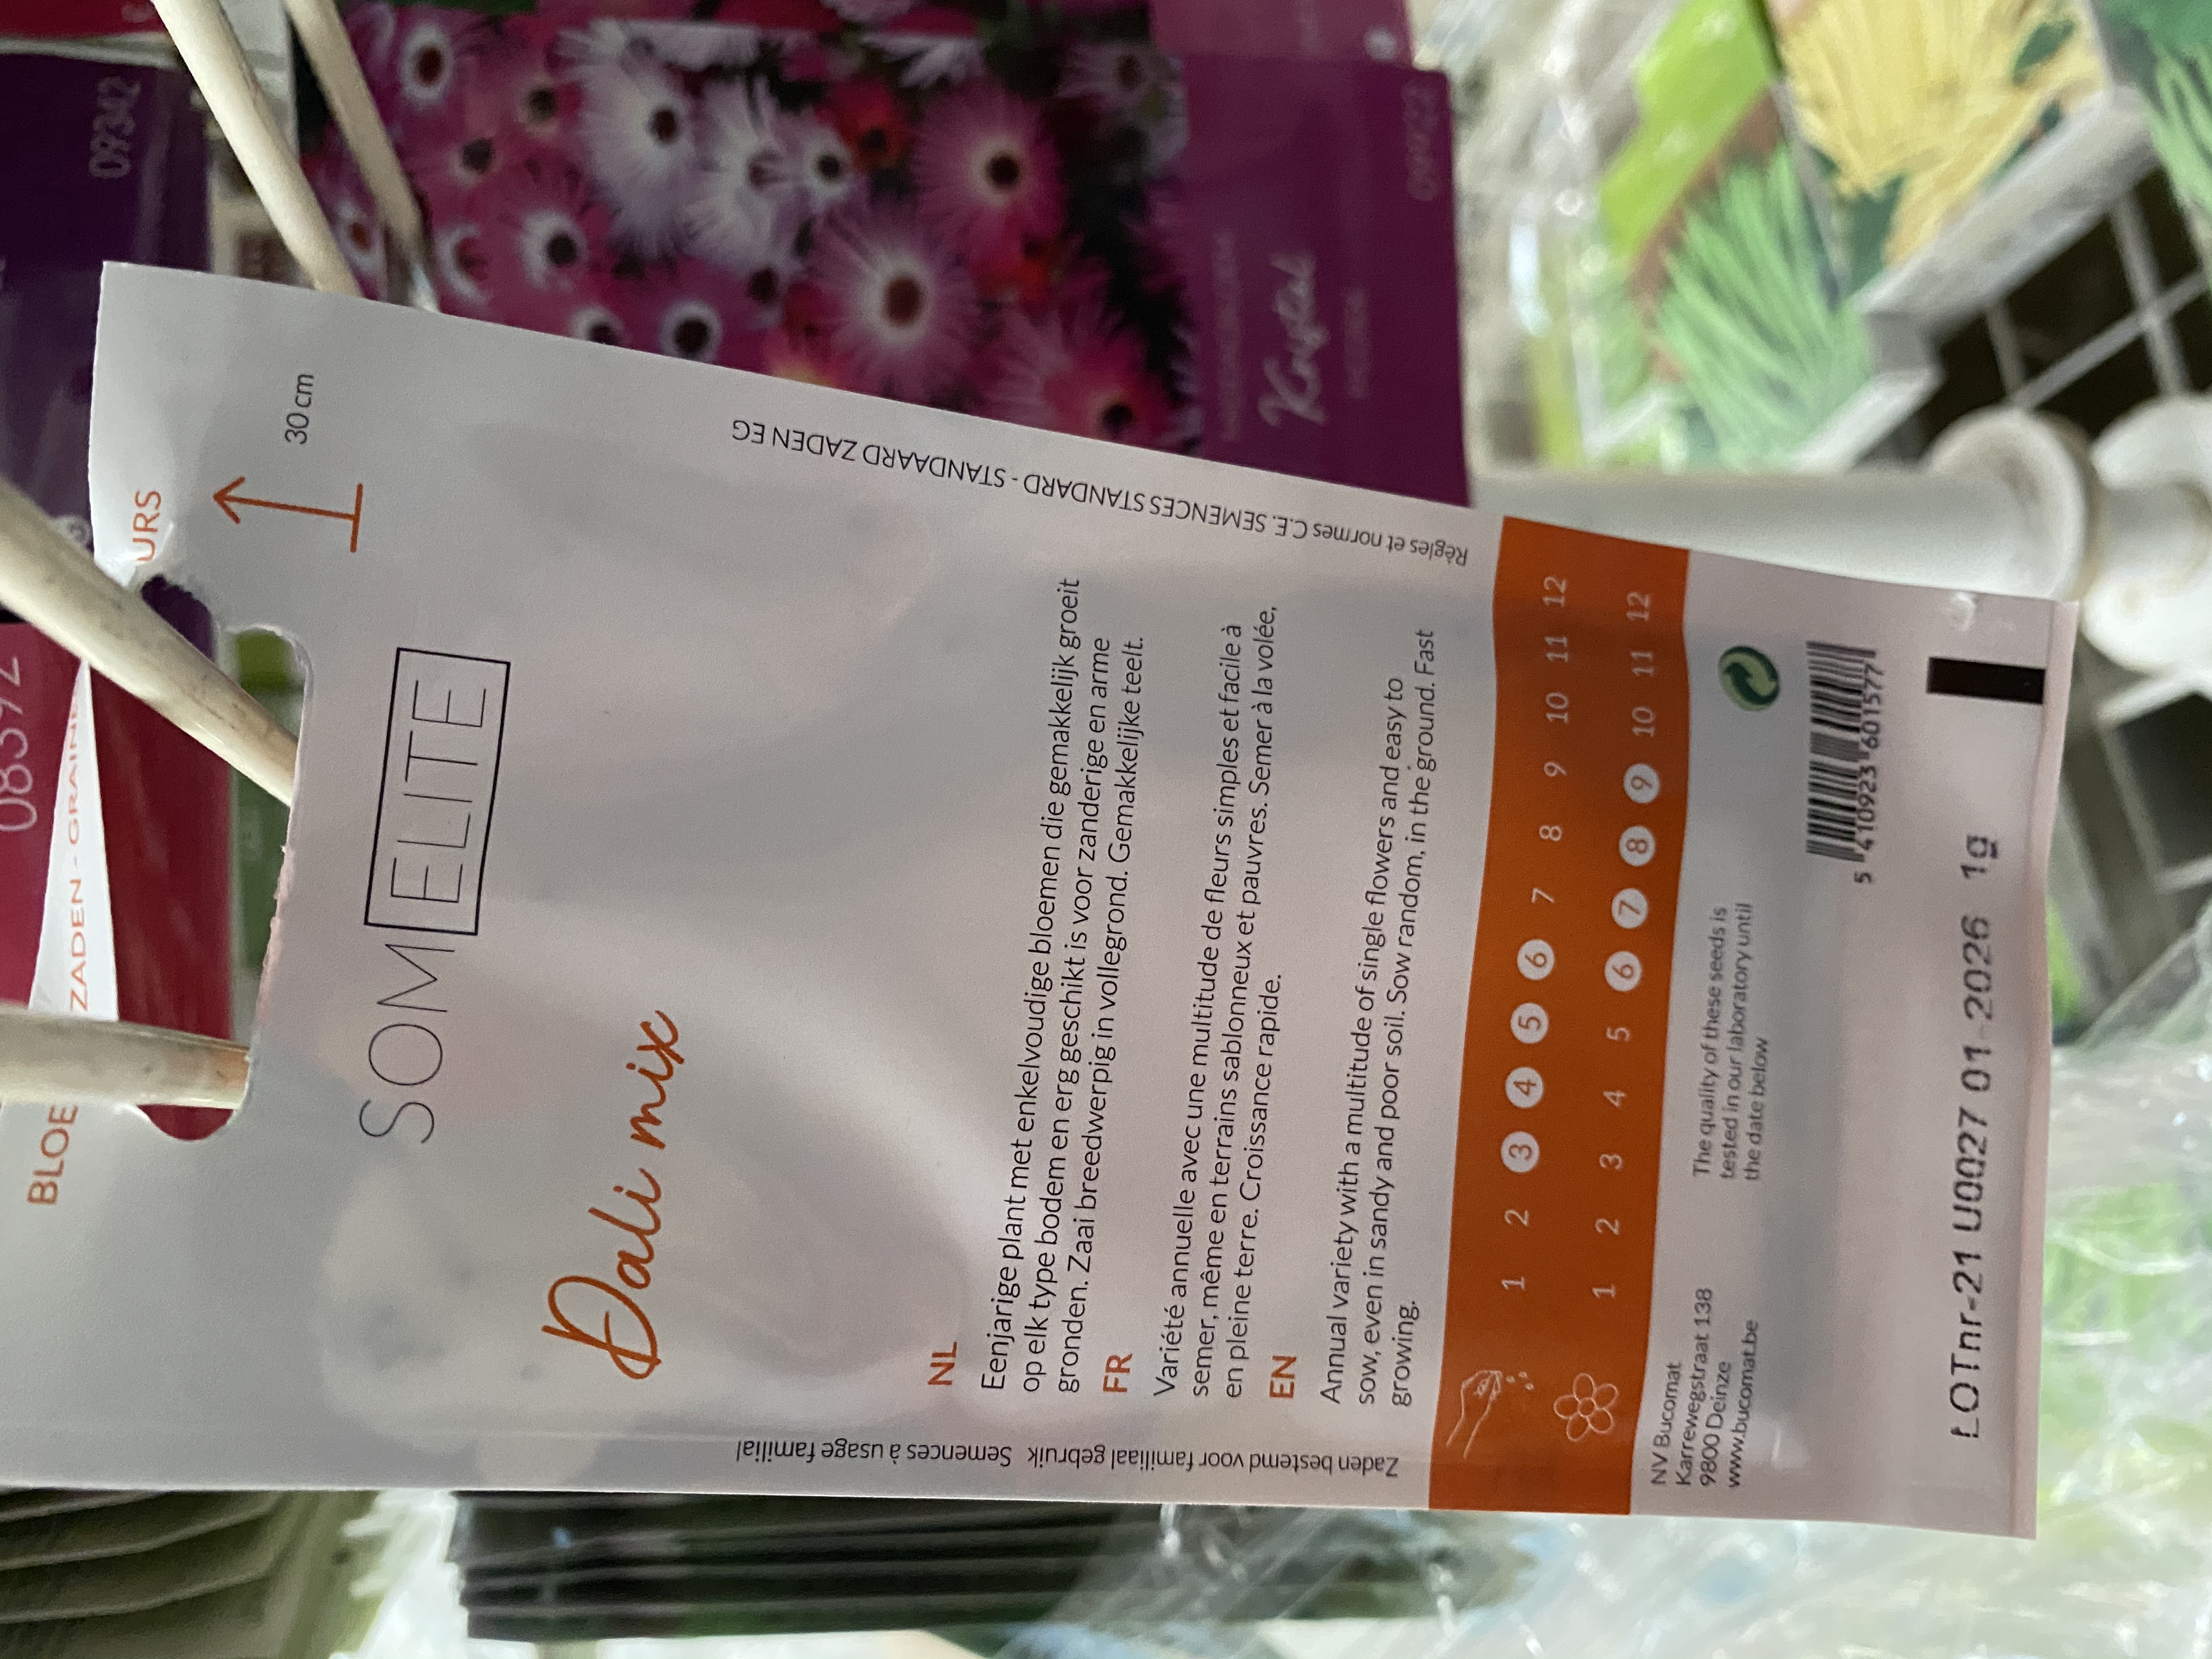 BLOE
URS
30 cm
SOMELITE
Dali mix
NL
Eenjarige plant met enkelvoudige bloemen die gemakkelijk groeit
op elk type bodem en erg geschikt is voor zanderige en arme
gronden. Zaai breedwerpig in vollegrond. Gemakkelijke teelt.
FR
Variété annuelle avec une multitude de fleurs simples et facile à
semer, même en terrains sablonneux et pauvres. Semer à la volée,
en pleine terre. Croissance rapide.
EN
Annual variety with a multitude of single flowers and easy to
sow, even in sandy and poor soil. Sow random, in the ground. Fast
growing.
1 2 3 4 5 6 7 8 9 10 11 12
1 2 3 4 5 6 7 8 9 10 11 12
NV Bucomat
Karrewegstraat 138
9800 Deinze
www.bucomat.be
The quality of these seeds is
tested in our laboratory until
the date below
5 410923 601577
LOTnr-21 U0027 01-2026 1g
Zaden bestemd voor familiaal gebruik Semences à usage familial
Règles et normes C.E. SEMENCES STANDARD - STANDAARD ZADEN EG
ZADEN - GRAINE
09342
Krystal